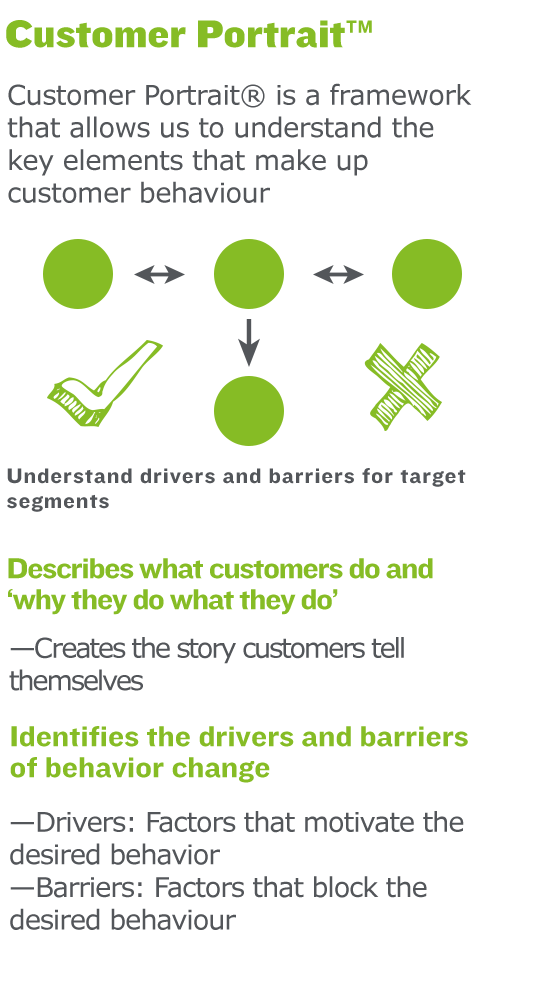 Customer Portrait™
Customer Portrait® is a framework
that allows us to understand the
key elements that make up
customer behaviour
Understand drivers and barriers for target
segments
Describes what customers do and
‘why they do what they do’
—Creates the story customers tell
themselves
Identifies the drivers and barriers
of behavior change
—Drivers: Factors that motivate the
desired behavior
—Barriers: Factors that block the
desired behaviour